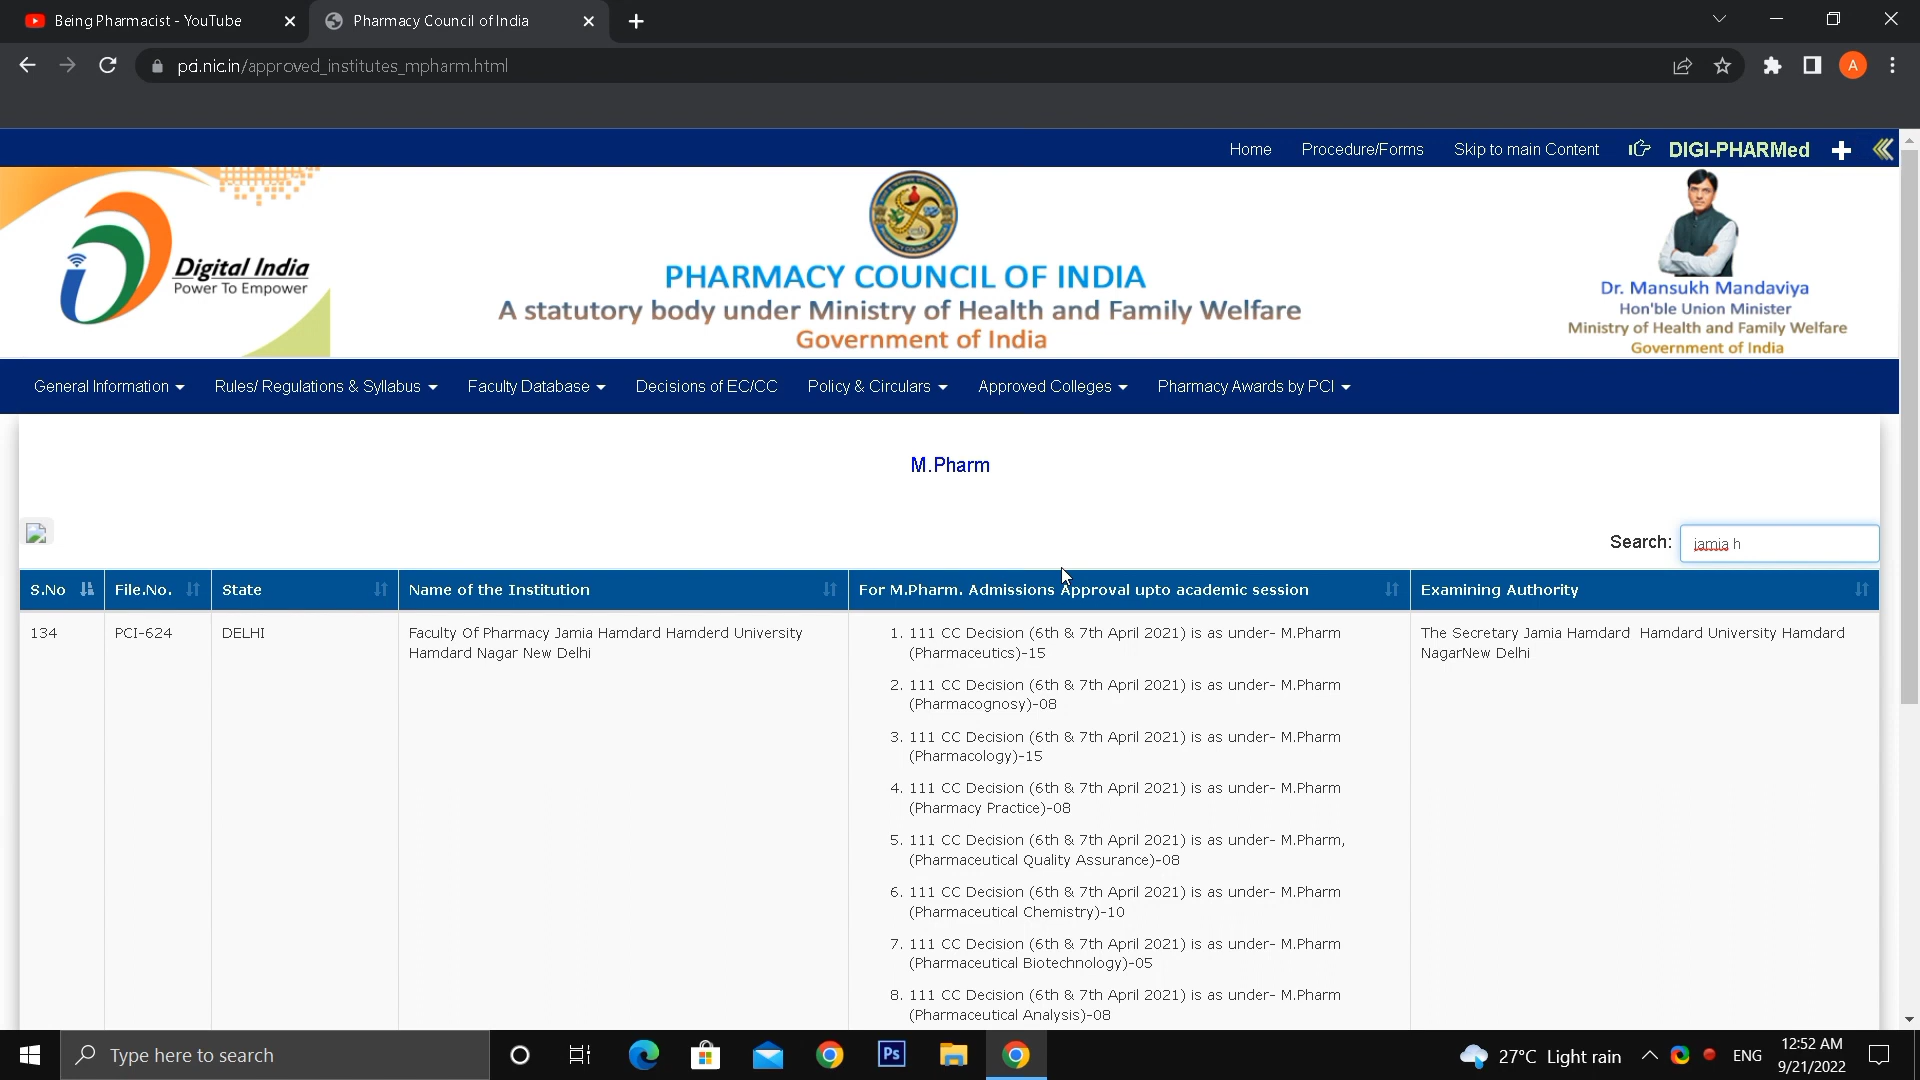 Being Pharmacist - YouTube
Pharmacy Council of India
pci.nic.in/approved_institutes_mpharm.html
A
Home Procedure/Forms Skip to main Content DIGI-PHARMed
Digital India
Power To Empower
PHARMACY COUNCIL OF INDIA
A statutory body under Ministry of Health and Family Welfare
Government of India
Dr. Mansukh Mandaviya
Hon'ble Union Minister
Ministry of Health and Family Welfare
Government of India
General Information Rules/ Regulations & Syllabus Faculty Database Decisions of EC/CC Policy & Circulars Approved Colleges Pharmacy Awards by PCI
M.Pharm
Search: jamia h
S.No File.No. State Name of the Institution For M.Pharm. Admissions Approval upto academic session Examining Authority
134 PCI-624 DELHI
Faculty Of Pharmacy Jamia Hamdard Hamderd University
Hamdard Nagar New Delhi
1. 111 CC Decision (6th & 7th April 2021) is as under- M.Pharm
(Pharmaceutics)-15
2. 111 CC Decision (6th & 7th April 2021) is as under- M.Pharm
(Pharmacognosy)-08
3. 111 CC Decision (6th & 7th April 2021) is as under- M.Pharm
(Pharmacology)-15
4. 111 CC Decision (6th & 7th April 2021) is as under- M.Pharm
(Pharmacy Practice)-08
5. 111 CC Decision (6th & 7th April 2021) is as under- M.Pharm,
(Pharmaceutical Quality Assurance)-08
6. 111 CC Decision (6th & 7th April 2021) is as under- M.Pharm
(Pharmaceutical Chemistry)-10
7. 111 CC Decision (6th & 7th April 2021) is as under- M.Pharm
(Pharmaceutical Biotechnology)-05
8. 111 CC Decision (6th & 7th April 2021) is as under- M.Pharm
(Pharmaceutical Analysis)-08
The Secretary Jamia Hamdard Hamdard University Hamdard
NagarNew Delhi
Type here to search
Ps
27°C Light rain
ENG
12:52 AM
9/21/2022